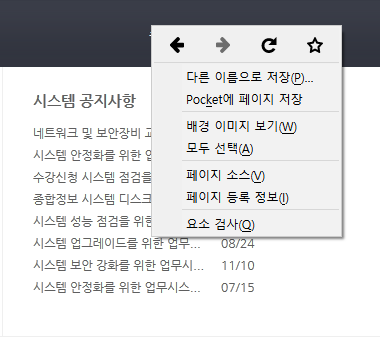 다른 이름으로 저장(P)...
Pocket에 페이지 저장
배경 이미지 보기(W)
모두 선택(A)
페이지 소스(V)
페이지 등록 정보(I)
요소 검사(Q)
시스템 공지사항
네트워크 및 보안장비
시스템 안정화를 위한
수강신청 시스템 점검을
종합정보 시스템 디스크
시스템 성능 점검을 위한
시스템 업그레이드를 위한 업무... 08/24
시스템 보안 강화를 위한 업무시... 11/10
시스템 안정화를 위한 업무시스... 07/15